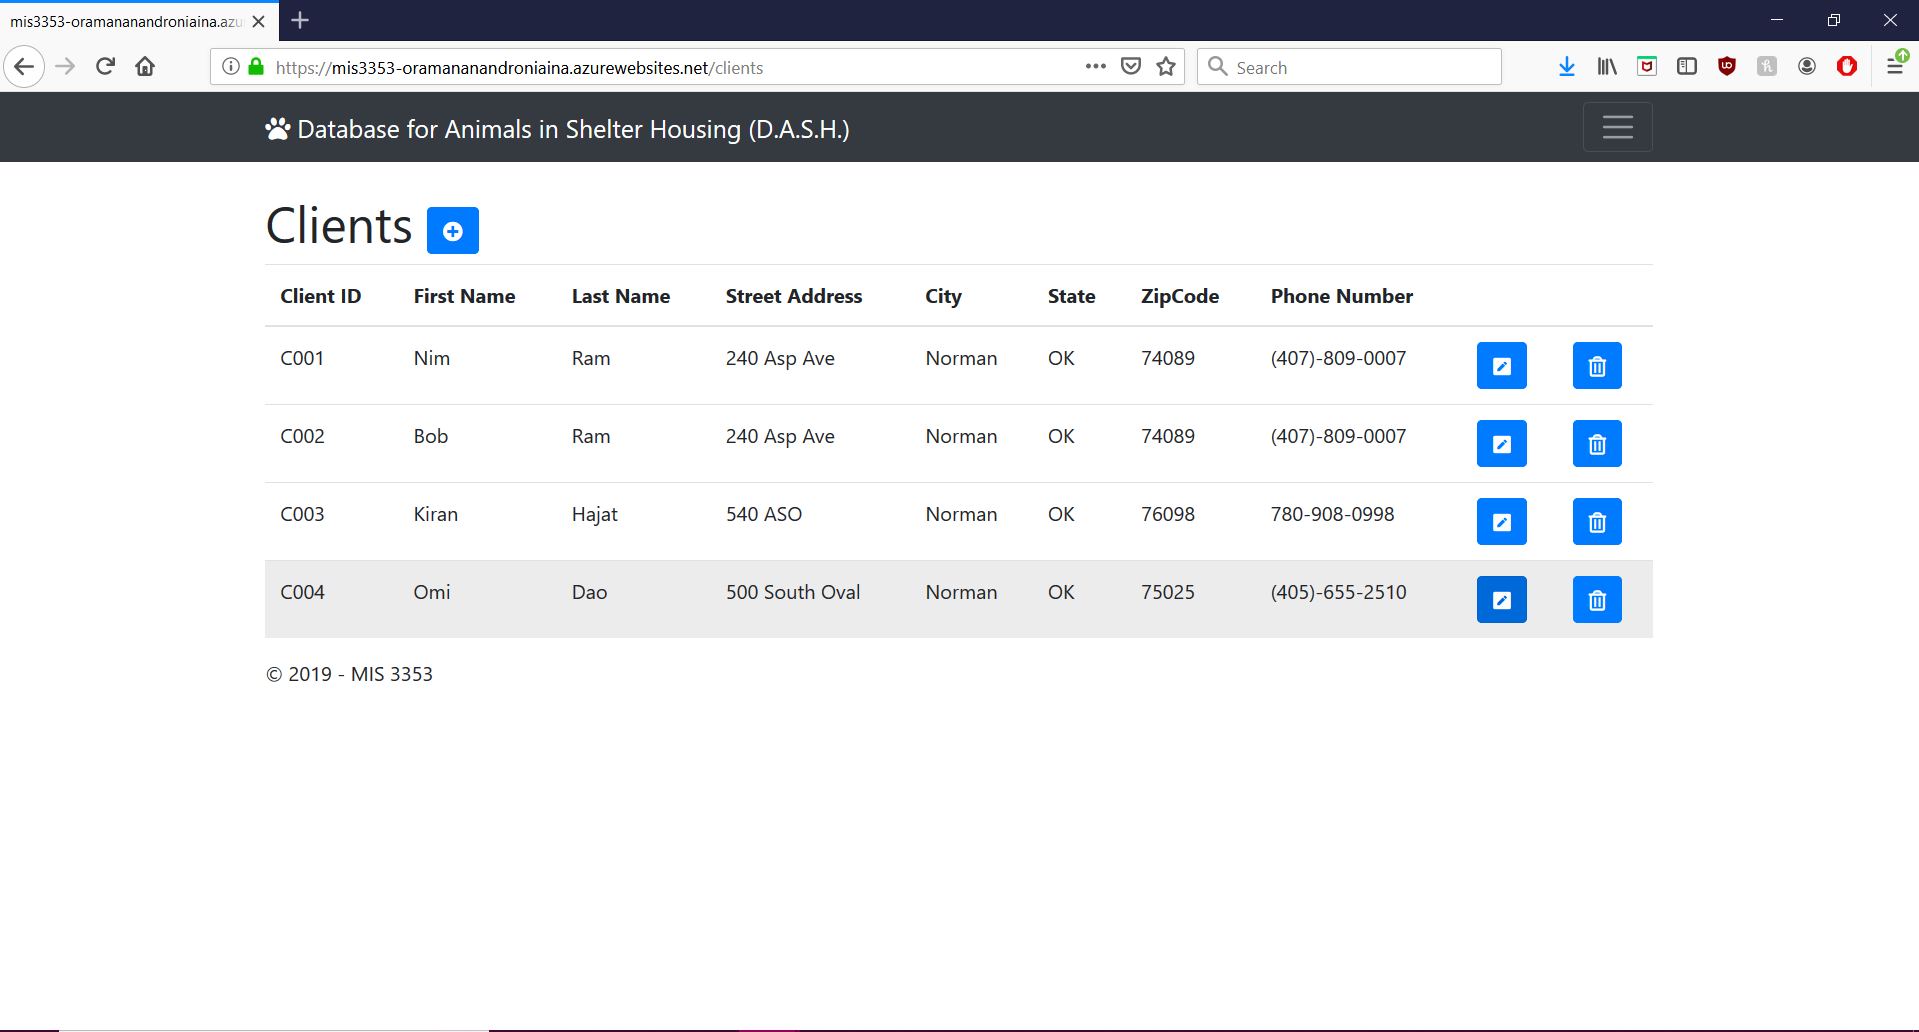 mis3353-oramananandroniaina.azu
https://mis3353-oramananandroniaina.azurewebsites.net/clients
Search
Database for Animals in Shelter Housing (D.A.S.H.)
Clients
Client ID First Name Last Name Street Address City State ZipCode Phone Number
C001 Nim Ram 240 Asp Ave Norman OK 74089 (407)-809-0007
C002 Bob Ram 240 Asp Ave Norman OK 74089 (407)-809-0007
C003 Kiran Hajat 540 ASO Norman OK 76098 780-908-0998
C004 Omi Dao 500 South Oval Norman OK 75025 (405)-655-2510
© 2019 - MIS 3353